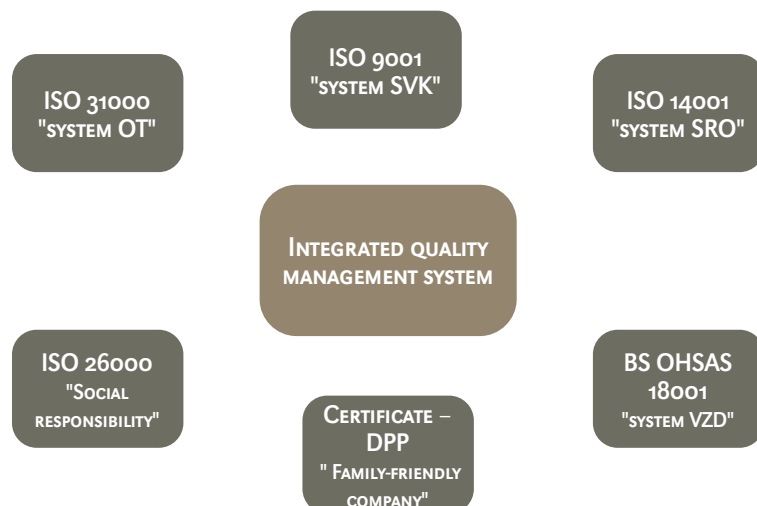 ISO 9001
"system SVK"
ISO 31000
"system OT"
ISO 14001
"system SRO"
Integrated quality
management system
ISO 26000
"Social
responsibility"
BS OHSAS
18001
"system VZD"
Certificate –
DPP
" Family-friendly
company"